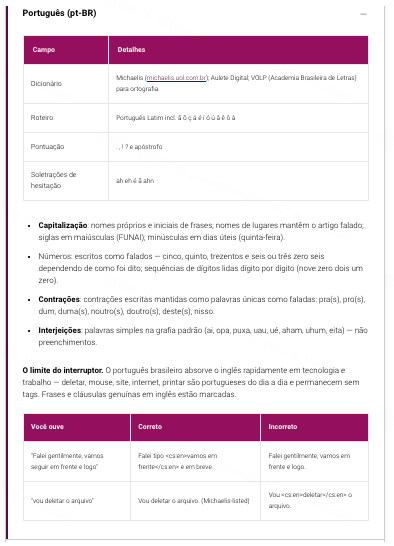 Português (pt-BR)
Campo Detalhes
Dicionário Michaelis (michaelis.uol.com.br); Aulete Digital; VOLP (Academia Brasileira de Letras)
para ortografia
Roteiro Português Latim incl. ã õ ç á é í ó ú â ê ô à
Pontuação . , ! ? e apóstrofo
Soletrações de
hesitação ah eh é ã ahn
• Capitalização: nomes próprios e iniciais de frases; nomes de lugares mantêm o artigo falado;
siglas em maiúsculas (FUNAI); minúsculas em dias úteis (quinta-feira).
• Números: escritos como falados — cinco, quinto, trezentos e seis ou três zero seis
dependendo de como foi dito; sequências de dígitos lidas dígito por dígito (nove zero dois um
zero).
• Contrações: contrações escritas mantidas como palavras únicas como faladas: pra(s), pro(s),
dum, duma(s), noutro(s), doutro(s), deste(s), nisso.
• Interjeições: palavras simples na grafia padrão (ai, opa, puxa, uau, ué, aham, uhum, eita) — não
preenchimentos.
O limite do interruptor. O português brasileiro absorve o inglês rapidamente em tecnologia e
trabalho — deletar, mouse, site, internet, printar são portugueses do dia a dia e permanecem sem
tags. Frases e cláusulas genuínas em inglês estão marcadas.
Você ouve Correto Incorreto
"Falei gentilmente, vamos
seguir em frente e logo" Falei tipo <cs:en>vamos em
frente</cs:en> e em breve. Falei gentilmente, vamos em
frente e logo.
"vou deletar o arquivo" Vou deletar o arquivo. (Michaelis-listed) Vou <cs:en>deletar</cs:en> o
arquivo.